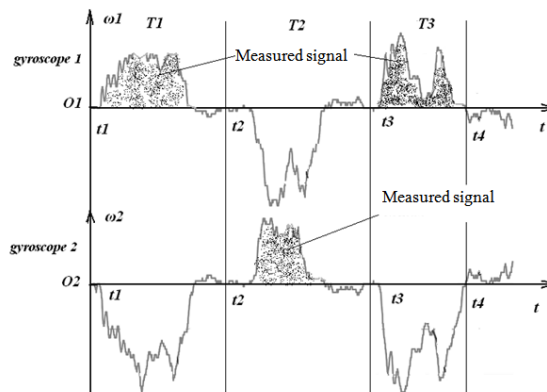 ω1 T1 T2 T3
gyroscope 1
Measured signal
O1
t1 t2 t3 t4 t
Measured signal
ω2
gyroscope 2
O2
t1 t2 t3 t4 t